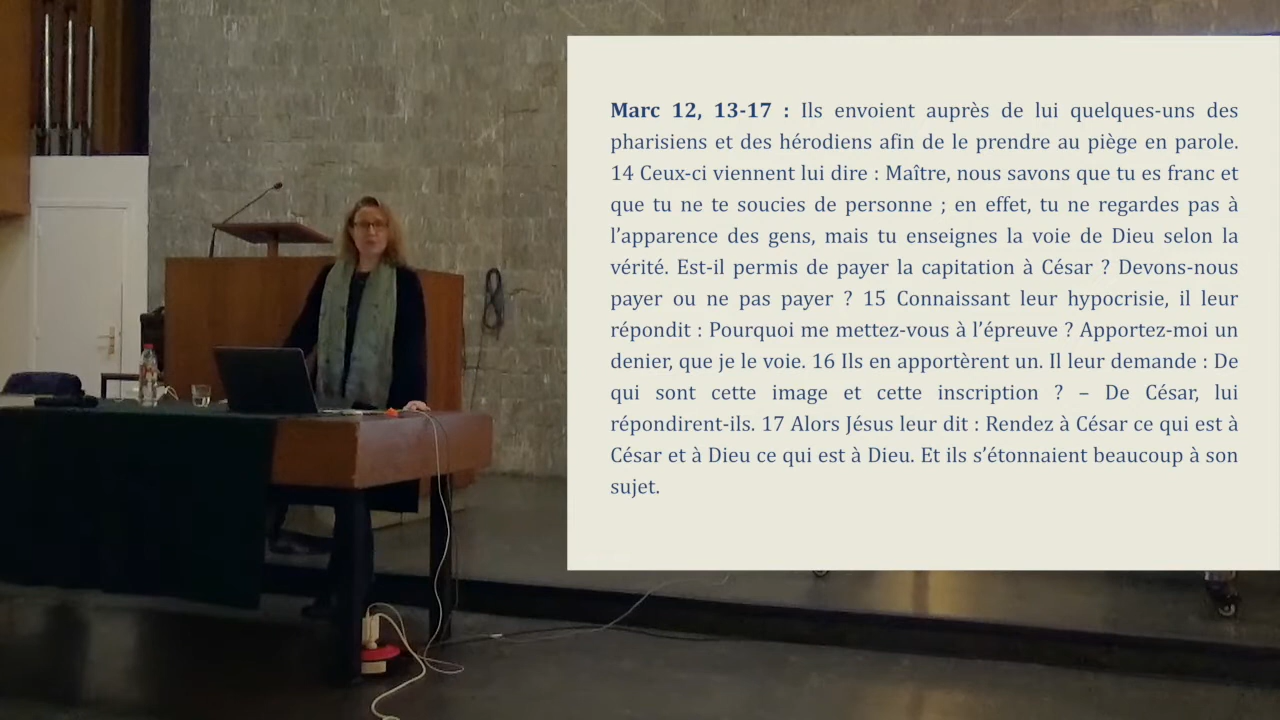 Marc 12, 13-17 : Ils envoient auprès de lui quelques-uns des
pharisiens et des hérodiens afin de le prendre au piège en parole.
14 Ceux-ci viennent lui dire : Maître, nous savons que tu es franc et
que tu ne te soucies de personne ; en effet, tu ne regardes pas à
l’apparence des gens, mais tu enseignes la voie de Dieu selon la
vérité. Est-il permis de payer la capitation à César ? Devons-nous
payer ou ne pas payer ? 15 Connaissant leur hypocrisie, il leur
répondit : Pourquoi me mettez-vous à l’épreuve ? Apportez-moi un
denier, que je le voie. 16 Ils en apportèrent un. Il leur demande : De
qui sont cette image et cette inscription ? – De César, lui
répondirent-ils. 17 Alors Jésus leur dit : Rendez à César ce qui est à
César et à Dieu ce qui est à Dieu. Et ils s’étonnaient beaucoup à son
sujet.